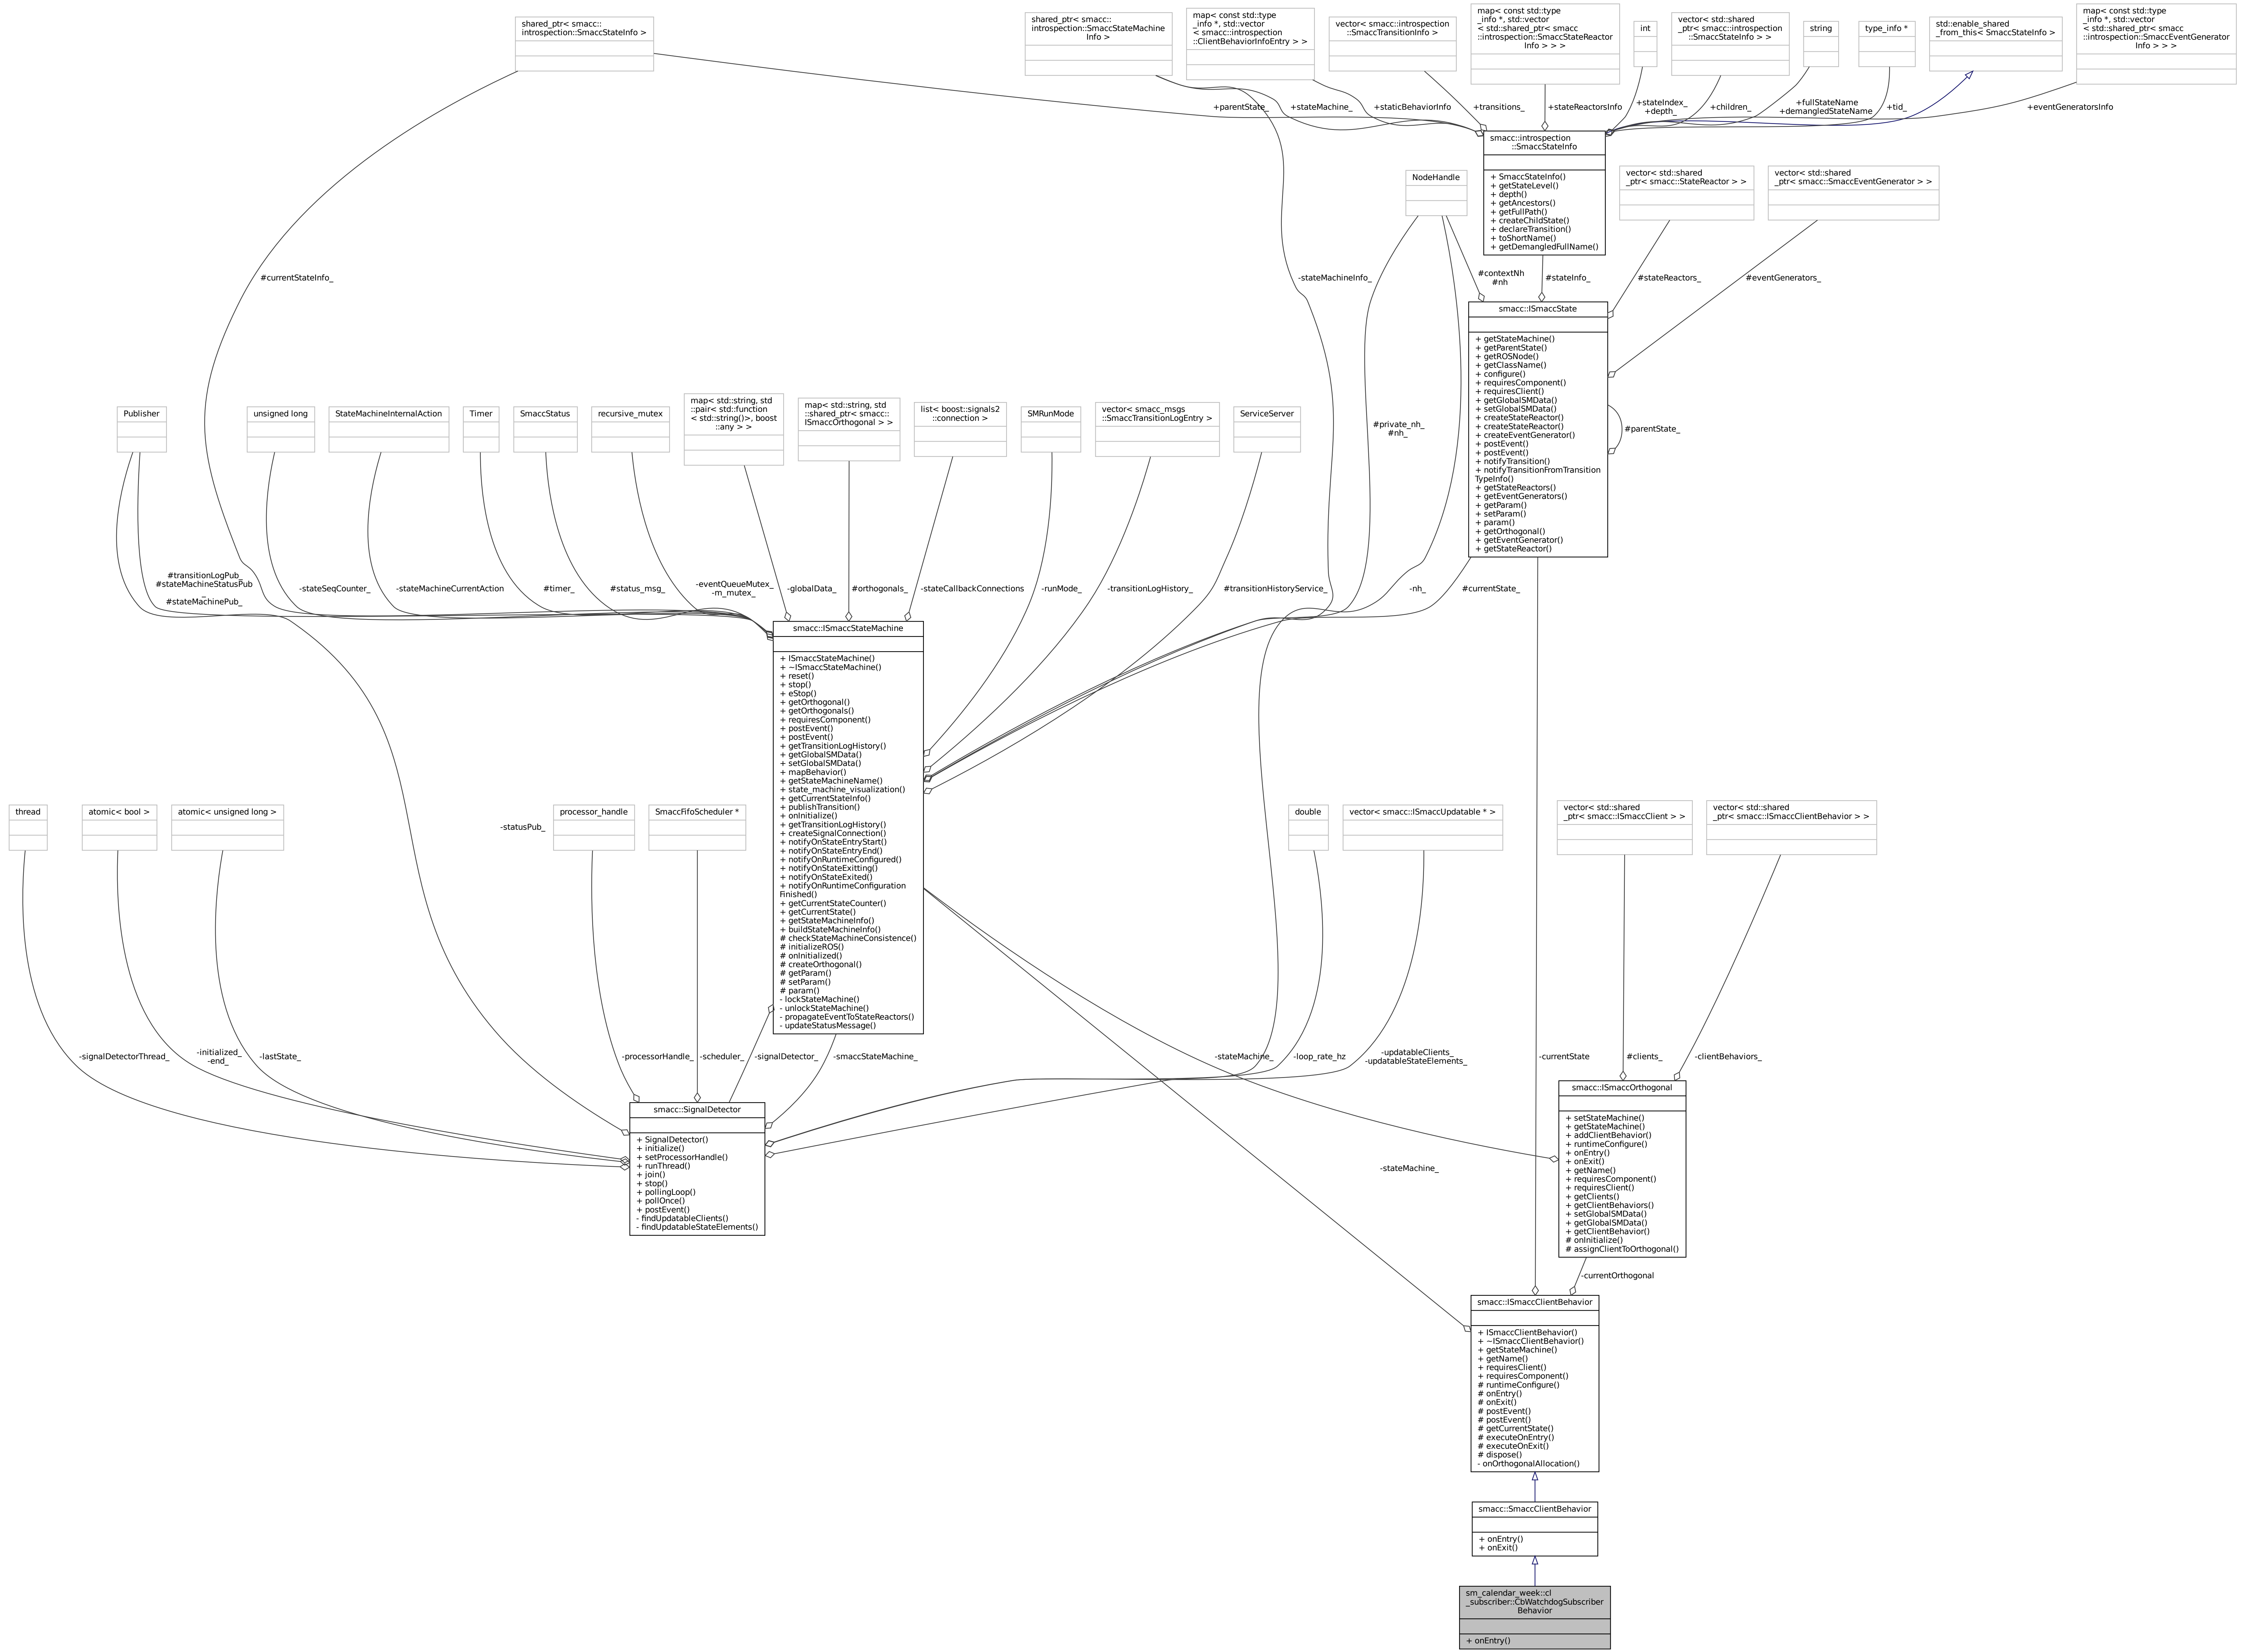 shared_ptr< smacc::
introspection::SmaccStateInfo >
shared_ptr< smacc::
introspection::SmaccStateMachine
Info >
map< const std::type
_info *, std::vector
< smacc::introspection
::ClientBehaviorInfoEntry > >
vector< smacc::introspection
::SmaccTransitionInfo >
map< const std::type
_info *, std::vector
< std::shared_ptr< smacc
::introspection::SmaccStateReactor
Info > > >
int
vector< std::shared
_ptr< smacc::introspection
::SmaccStateInfo > >
string
type_info *
std::enable_shared
_from_this< SmaccStateInfo >
map< const std::type
_info *, std::vector
< std::shared_ptr< smacc
::introspection::SmaccEventGenerator
Info > > >
+parentState_
+stateMachine_
+staticBehaviorInfo
+transitions_
+stateReactorsInfo
+stateIndex_
+depth_
+children_
+fullStateName
+demangledStateName
+tid_
+eventGeneratorsInfo
smacc::introspection
::SmaccStateInfo
+ SmaccStateInfo()
+ getStateLevel()
+ depth()
+ getAncestors()
+ getFullPath()
+ createChildState()
+ declareTransition()
+ toShortName()
+ getDemangledFullName()
NodeHandle
vector< std::shared
_ptr< smacc::StateReactor > >
vector< std::shared
_ptr< smacc::SmaccEventGenerator > >
#currentStateInfo_
-stateMachineInfo_
#contextNh
#nh
#stateInfo_
#stateReactors_
#eventGenerators_
smacc::ISmaccState
+ getStateMachine()
+ getParentState()
+ getROSNode()
+ getClassName()
+ configure()
+ requiresComponent()
+ requiresClient()
+ getGlobalSMData()
+ setGlobalSMData()
+ createStateReactor()
+ createStateReactor()
+ createEventGenerator()
+ postEvent()
+ postEvent()
+ notifyTransition()
+ notifyTransitionFromTransition
TypeInfo()
+ getStateReactors()
+ getEventGenerators()
+ getParam()
+ setParam()
+ param()
+ getOrthogonal()
+ getEventGenerator()
+ getStateReactor()
#parentState_
Publisher
unsigned long
StateMachineInternalAction
Timer
SmaccStatus
recursive_mutex
map< std::string, std
::pair< std::function
< std::string()>, boost
::any > >
map< std::string, std
::shared_ptr< smacc::
ISmaccOrthogonal > >
list< boost::signals2
::connection >
SMRunMode
vector< smacc_msgs
::SmaccTransitionLogEntry >
ServiceServer
#private_nh_
#nh_
#transitionLogPub_
#stateMachineStatusPub
_
#stateMachinePub_
-stateSeqCounter_
-stateMachineCurrentAction
#timer_
#status_msg_
-eventQueueMutex_
-m_mutex_
-globalData_
#orthogonals_
-stateCallbackConnections
-runMode_
-transitionLogHistory_
#transitionHistoryService_
-nh_
#currentState_
smacc::ISmaccStateMachine
+ ISmaccStateMachine()
+ ~ISmaccStateMachine()
+ reset()
+ stop()
+ eStop()
+ getOrthogonal()
+ getOrthogonals()
+ requiresComponent()
+ postEvent()
+ postEvent()
+ getTransitionLogHistory()
+ getGlobalSMData()
+ setGlobalSMData()
+ mapBehavior()
+ getStateMachineName()
+ state_machine_visualization()
+ getCurrentStateInfo()
+ publishTransition()
+ onInitialize()
+ getTransitionLogHistory()
+ createSignalConnection()
+ notifyOnStateEntryStart()
+ notifyOnStateEntryEnd()
+ notifyOnRuntimeConfigured()
+ notifyOnStateExitting()
+ notifyOnStateExited()
+ notifyOnRuntimeConfiguration
Finished()
+ getCurrentStateCounter()
+ getCurrentState()
+ getStateMachineInfo()
+ buildStateMachineInfo()
# checkStateMachineConsistence()
# initializeROS()
# onInitialized()
# createOrthogonal()
# getParam()
# setParam()
# param()
- lockStateMachine()
- unlockStateMachine()
- propagateEventToStateReactors()
- updateStatusMessage()
thread
atomic< bool >
atomic< unsigned long >
-statusPub_
processor_handle
SmaccFifoScheduler *
double
vector< smacc::ISmaccUpdatable * >
vector< std::shared
_ptr< smacc::ISmaccClient > >
vector< std::shared
_ptr< smacc::ISmaccClientBehavior > >
-signalDetectorThread_
-initialized_
-end_
-lastState_
-processorHandle_
-scheduler_
-signalDetector_
-smaccStateMachine_
-stateMachine_
-loop_rate_hz
-updatableClients_
-updatableStateElements_
-currentState
#clients_
-clientBehaviors_
smacc::SignalDetector
+ SignalDetector()
+ initialize()
+ setProcessorHandle()
+ runThread()
+ join()
+ stop()
+ pollingLoop()
+ pollOnce()
+ postEvent()
- findUpdatableClients()
- findUpdatableStateElements()
smacc::ISmaccOrthogonal
+ setStateMachine()
+ getStateMachine()
+ addClientBehavior()
+ runtimeConfigure()
+ onEntry()
+ onExit()
+ getName()
+ requiresComponent()
+ requiresClient()
+ getClients()
+ getClientBehaviors()
+ setGlobalSMData()
+ getGlobalSMData()
+ getClientBehavior()
# onInitialize()
# assignClientToOrthogonal()
-stateMachine_
-currentOrthogonal
smacc::ISmaccClientBehavior
+ ISmaccClientBehavior()
+ ~ISmaccClientBehavior()
+ getStateMachine()
+ getName()
+ requiresClient()
+ requiresComponent()
# runtimeConfigure()
# onEntry()
# onExit()
# postEvent()
# postEvent()
# getCurrentState()
# executeOnEntry()
# executeOnExit()
# dispose()
- onOrthogonalAllocation()
smacc::SmaccClientBehavior
+ onEntry()
+ onExit()
sm_calendar_week::cl
_subscriber::CbWatchdogSubscriber
Behavior
+ onEntry()